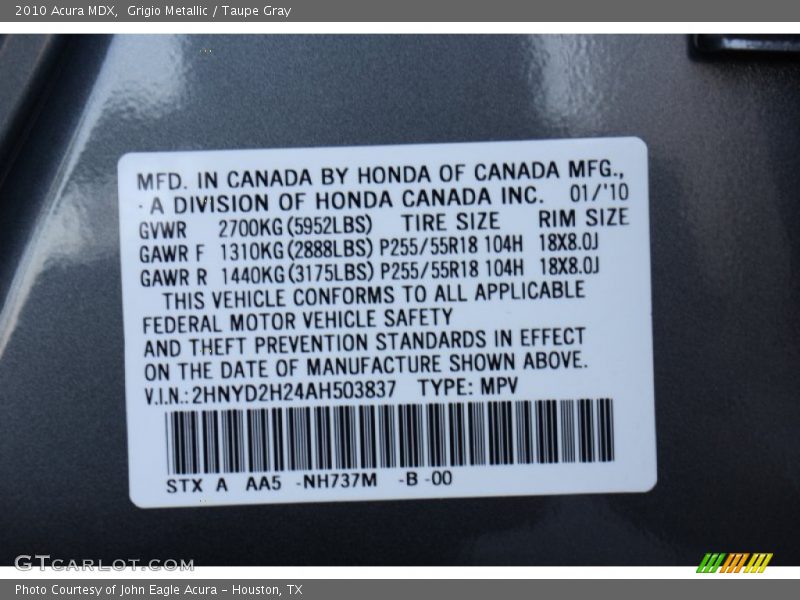 2010 Acura MDX,  Grigio Metallic / Taupe Gray
MFD. IN CANADA BY HONDA OF CANADA MFG.,
A DIVISION OF HONDA CANADA INC. 01/'10
GVWR 2700KG(5952LBS) TIRE SIZE RIM SIZE
GAWR F 1310KG(2888LBS) P255/55R18 104H 18X8.0J
GAWR R 1440KG(3175LBS) P255/55R18 104H 18X8.0J
THIS VEHICLE CONFORMS TO ALL APPLICABLE
FEDERAL MOTOR VEHICLE SAFETY
AND THEFT PREVENTION STANDARDS IN EFFECT
ON THE DATE OF MANUFACTURE SHOWN ABOVE.
V.I.N.:2HNYD2H24AH503837 TYPE: MPV
STX A AA5 -NH737M -B -00
GTCARLOT.COM
Photo Courtesy of John Eagle Acura - Houston, TX